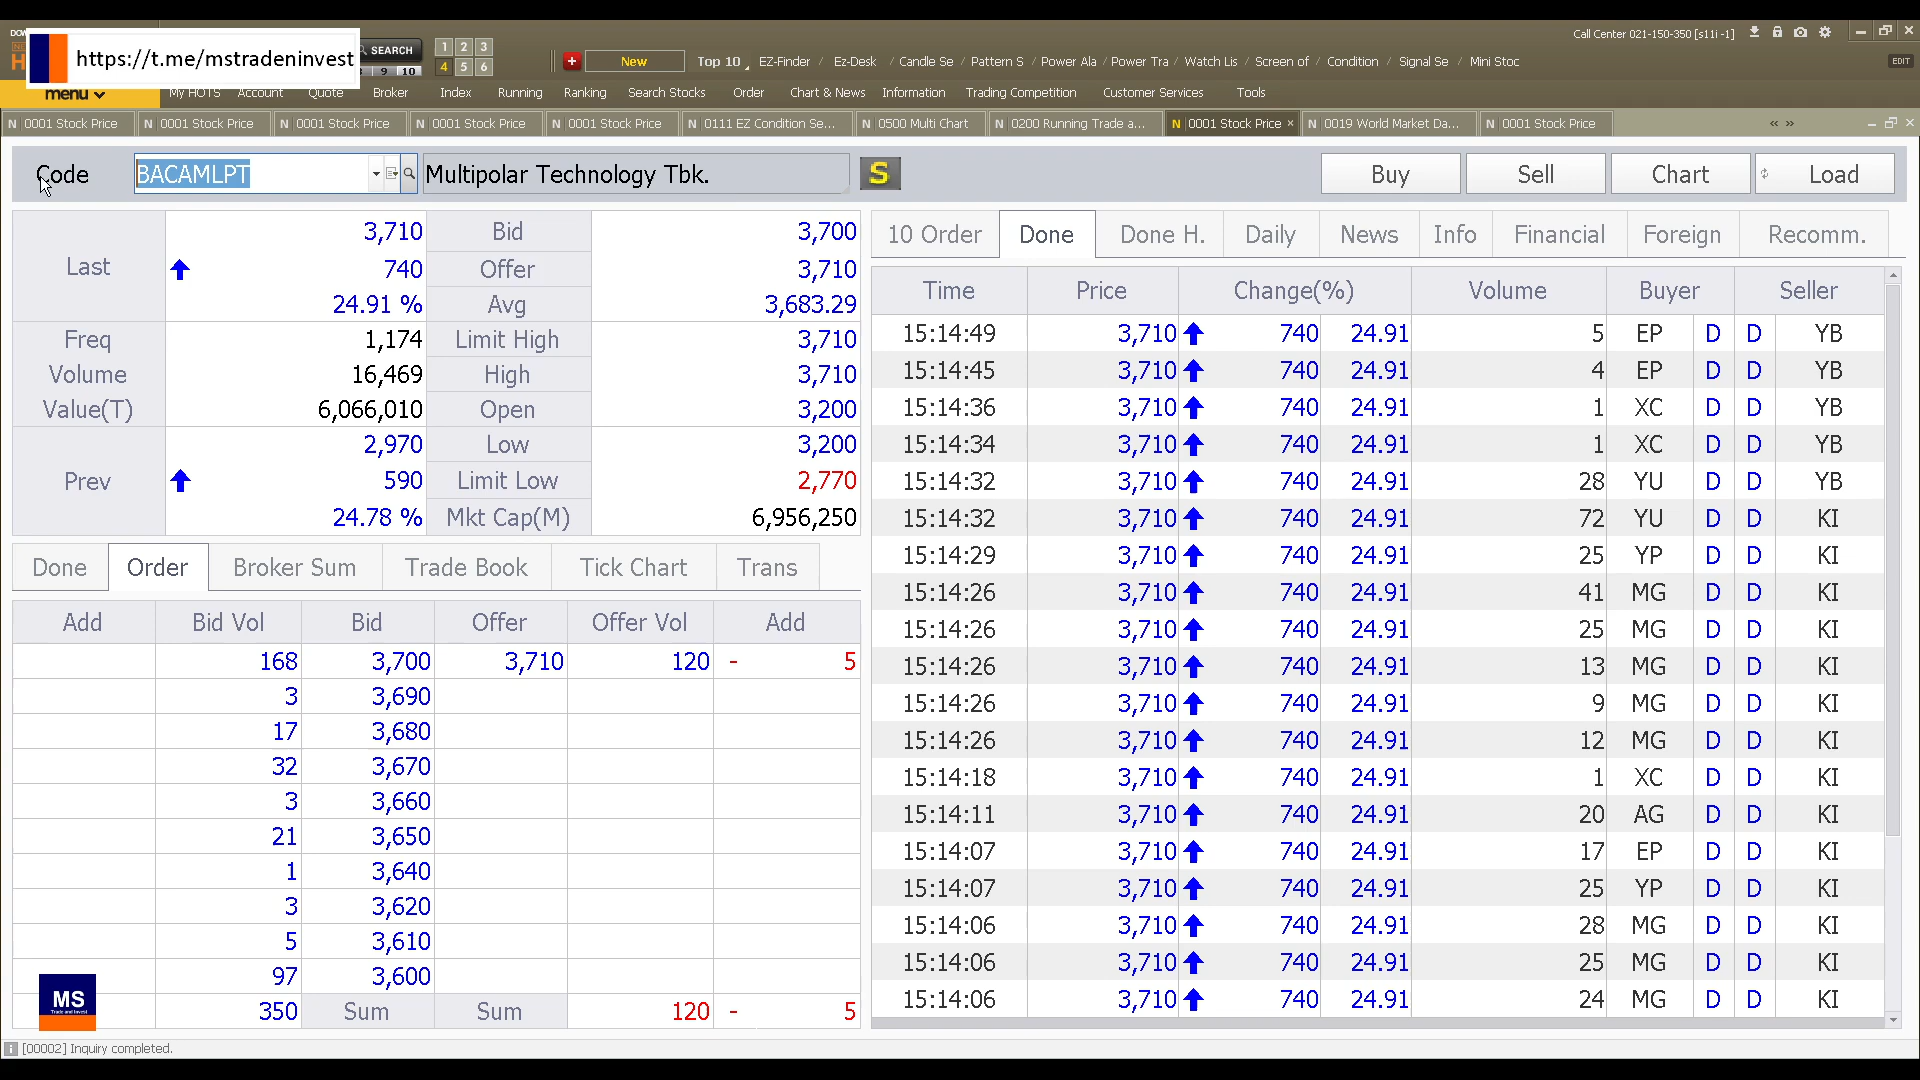 DOW
https://t.me/mstradeninvest
SEARCH
1 2 3
9 10
4 5 6
New
Top 10
EZ-Finder / Ez-Desk / Candle Se / Pattern S / Power Ala / Power Tra / Watch Lis / Screen of / Condition / Signal Se / Mini Stoc
Call Center 021-150-350 [s11i -1]
EDIT
menu
My HOTS Account Quote Broker Index Running Ranking Search Stocks Order Chart & News Information Trading Competition Customer Services Tools
N 0001 Stock Price N 0001 Stock Price N 0001 Stock Price N 0001 Stock Price N 0001 Stock Price N 0111 EZ Condition Se... N 0500 Multi Chart N 0200 Running Trade a... N 0001 Stock Price × N 0019 World Market Da... N 0001 Stock Price
Code BACAMLPT Multipolar Technology Tbk. S Buy Sell Chart Load
Last 3,710 Bid 3,700
740 Offer 3,710
24.91 % Avg 3,683.29
Freq 1,174 Limit High 3,710
Volume 16,469 High 3,710
Value(T) 6,066,010 Open 3,200
Prev 2,970 Low 3,200
590 Limit Low 2,770
24.78 % Mkt Cap(M) 6,956,250
Done Order Broker Sum Trade Book Tick Chart Trans
Add Bid Vol Bid Offer Offer Vol Add
168 3,700 3,710 120 - 5
3 3,690
17 3,680
32 3,670
3 3,660
21 3,650
1 3,640
3 3,620
5 3,610
97 3,600
350 Sum Sum 120 - 5
10 Order Done Done H. Daily News Info Financial Foreign Recomm.
Time Price Change(%) Volume Buyer Seller
15:14:49 3,710 740 24.91 5 EP D D YB
15:14:45 3,710 740 24.91 4 EP D D YB
15:14:36 3,710 740 24.91 1 XC D D YB
15:14:34 3,710 740 24.91 1 XC D D YB
15:14:32 3,710 740 24.91 28 YU D D YB
15:14:32 3,710 740 24.91 72 YU D D KI
15:14:29 3,710 740 24.91 25 YP D D KI
15:14:26 3,710 740 24.91 41 MG D D KI
15:14:26 3,710 740 24.91 25 MG D D KI
15:14:26 3,710 740 24.91 13 MG D D KI
15:14:26 3,710 740 24.91 9 MG D D KI
15:14:26 3,710 740 24.91 12 MG D D KI
15:14:18 3,710 740 24.91 1 XC D D KI
15:14:11 3,710 740 24.91 20 AG D D KI
15:14:07 3,710 740 24.91 17 EP D D KI
15:14:07 3,710 740 24.91 25 YP D D KI
15:14:06 3,710 740 24.91 28 MG D D KI
15:14:06 3,710 740 24.91 25 MG D D KI
15:14:06 3,710 740 24.91 24 MG D D KI
MS
Trade and Invest
[00002] Inquiry completed.